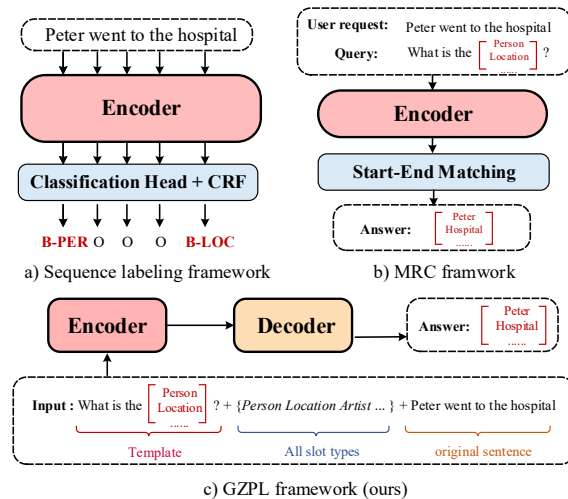 Peter went to the hospital
Encoder
Classification Head + CRF
B-PER O O O B-LOC
a) Sequence labeling framework
User request: Peter went to the hospital
Query: What is the [Person Location ......] ?
Encoder
Start-End Matching
Answer: [Peter Hospital ......]
b) MRC framwork
Encoder
Decoder
Answer: [Peter Hospital ......]
Input : What is the [Person Location ......] ? + {Person Location Artist ... } + Peter went to the hospital
Template
All slot types
original sentence
c) GZPL framework (ours)